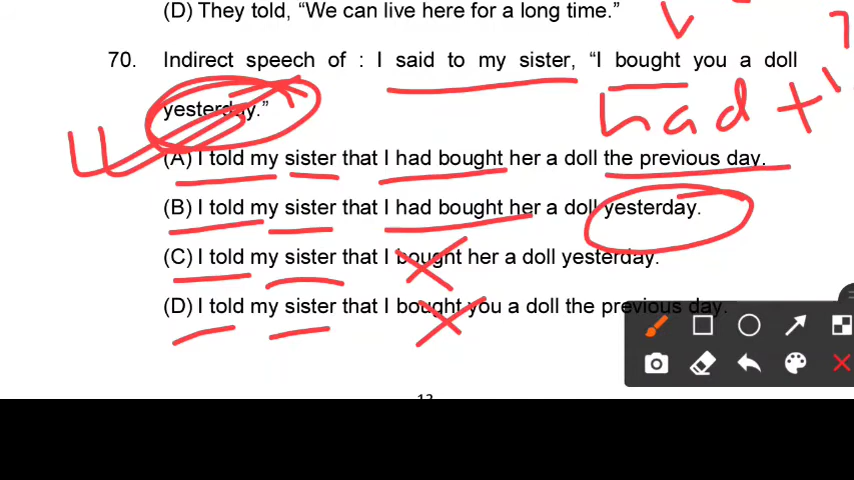 (D) They told, “We can live here for a long time.”
70. Indirect speech of : I said to my sister, “I bought you a doll
yesterday.”
had +
(A) I told my sister that I had bought her a doll the previous day.
(B) I told my sister that I had bought her a doll yesterday.
(C) I told my sister that I bought her a doll yesterday.
(D) I told my sister that I bought you a doll the previous day.